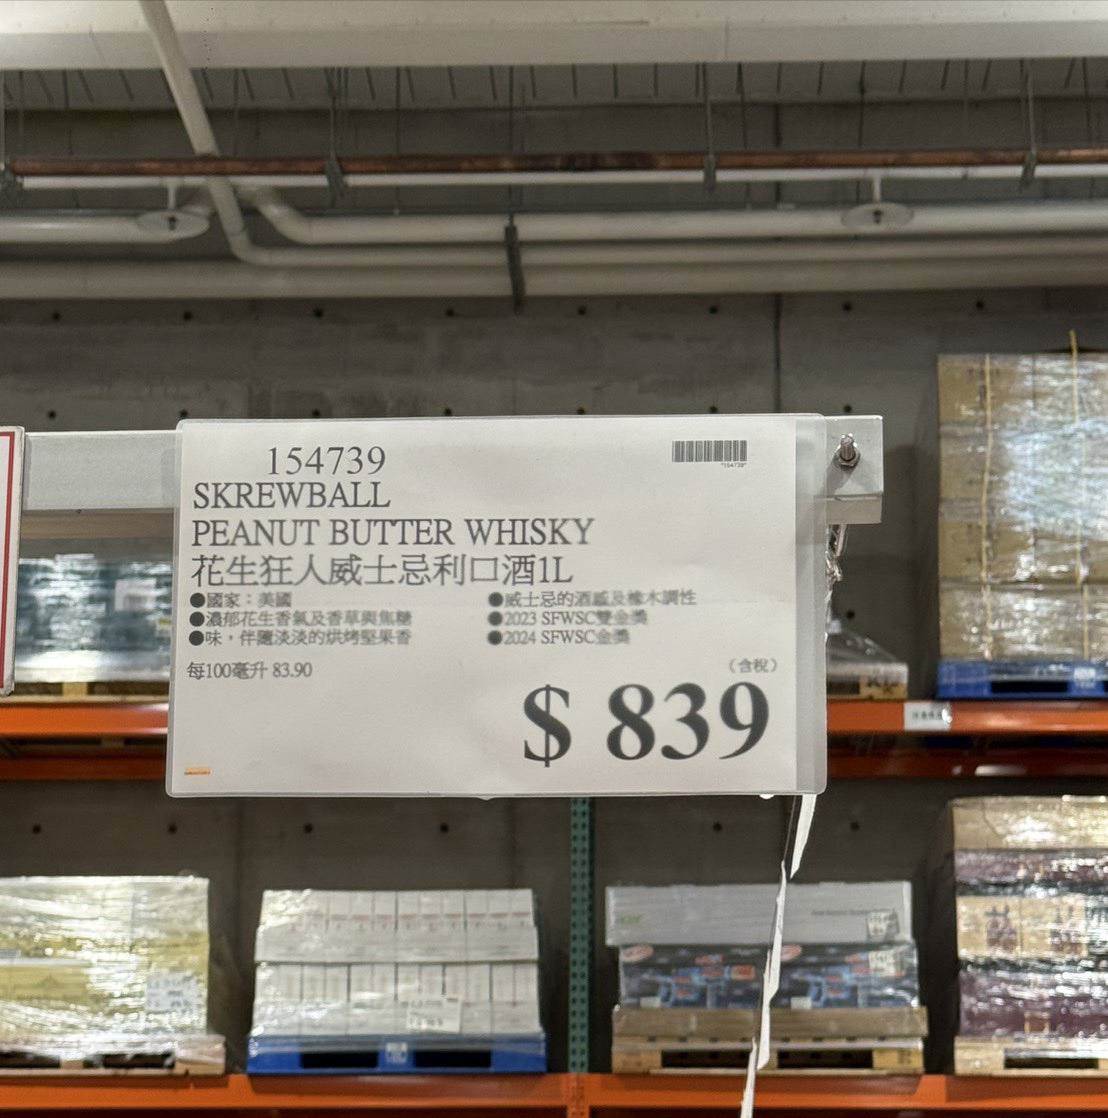 154739
*154739*
SKREWBALL
PEANUT BUTTER WHISKY
花生狂人威士忌利口酒1L
●國家：美國
●濃郁花生香氣及香草與焦糖
●味，伴隨淡淡的烘烤堅果香
●威士忌的酒感及橡木調性
●2023 SFWSC雙金獎
●2024 SFWSC金獎
每100毫升 83.90
（含稅）
$ 839